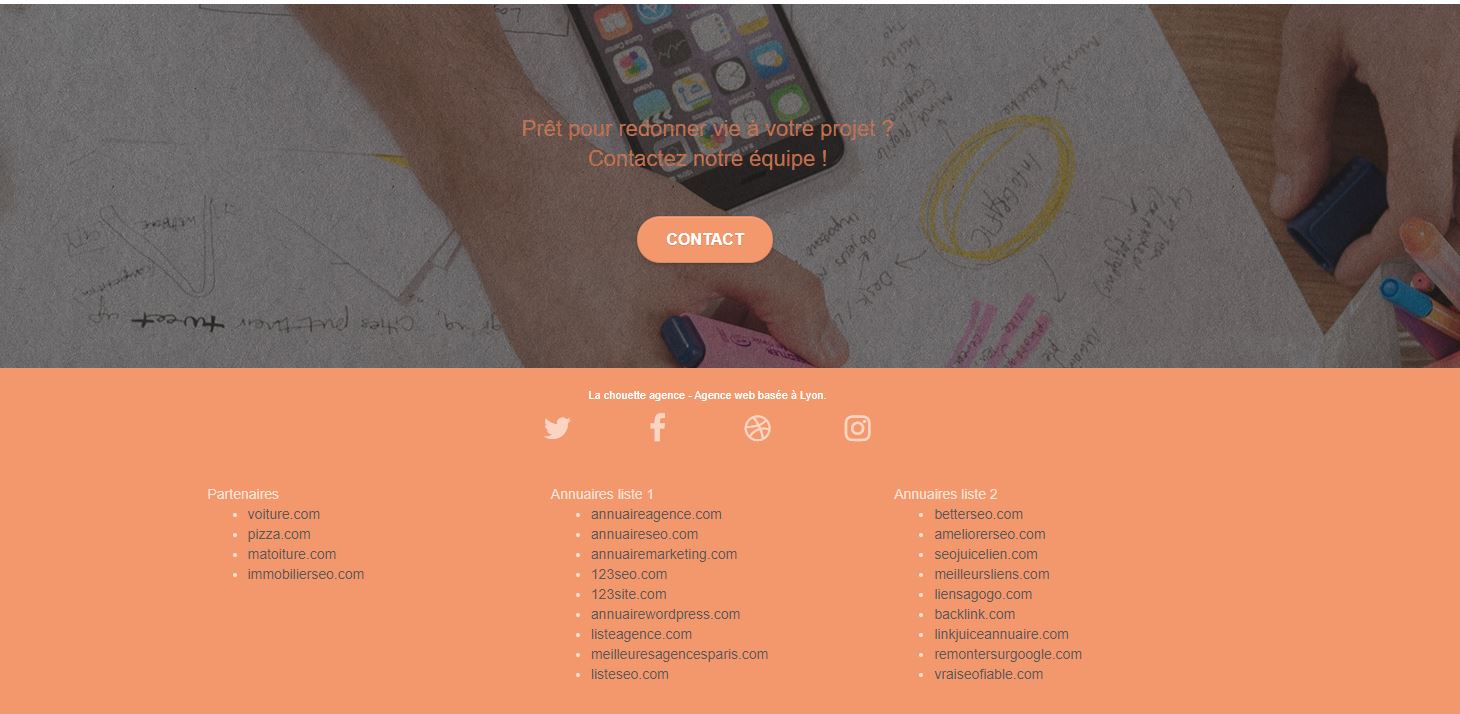 Prêt pour redonner vie à votre projet ?
Contactez notre équipe !
CONTACT
INFOGRAFIC
tweet
La chouette agence - Agence web basée à Lyon.
Partenaires
voiture.com
pizza.com
matoiture.com
immobilierseo.com
Annuaires liste 1
annuaireagence.com
annuaireseo.com
annuairemarketing.com
123seo.com
123site.com
annuairewordpress.com
listeagence.com
meilleuresagencesparis.com
listeseo.com
Annuaires liste 2
betterseo.com
ameliorerseo.com
seojuicelien.com
meilleursliens.com
liensagogo.com
backlink.com
linkjuiceannuaire.com
remontersurgoogle.com
vraiseofiable.com